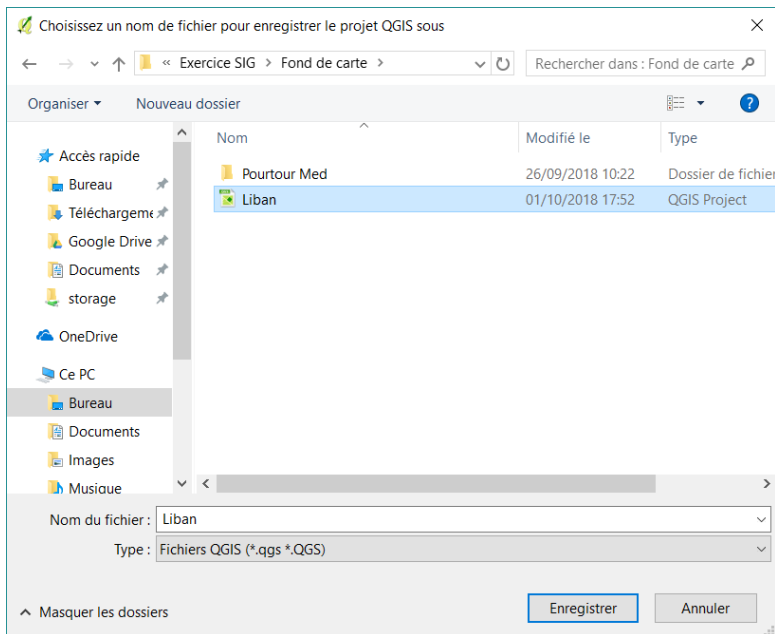 Choisissez un nom de fichier pour enregistrer le projet QGIS sous
« Exercice SIG > Fond de carte >
Rechercher dans : Fond de carte
Organiser
Nouveau dossier
?
Nom
Modifié le
Type
Accès rapide
Bureau
Téléchargeme
Google Drive
Documents
storage
OneDrive
Ce PC
Bureau
Documents
Images
Musique
Pourtour Med 26/09/2018 10:22 Dossier de fichier
Liban 01/10/2018 17:52 QGIS Project
Nom du fichier : Liban
Type : Fichiers QGIS (*.qgs *.QGS)
Masquer les dossiers
Enregistrer
Annuler